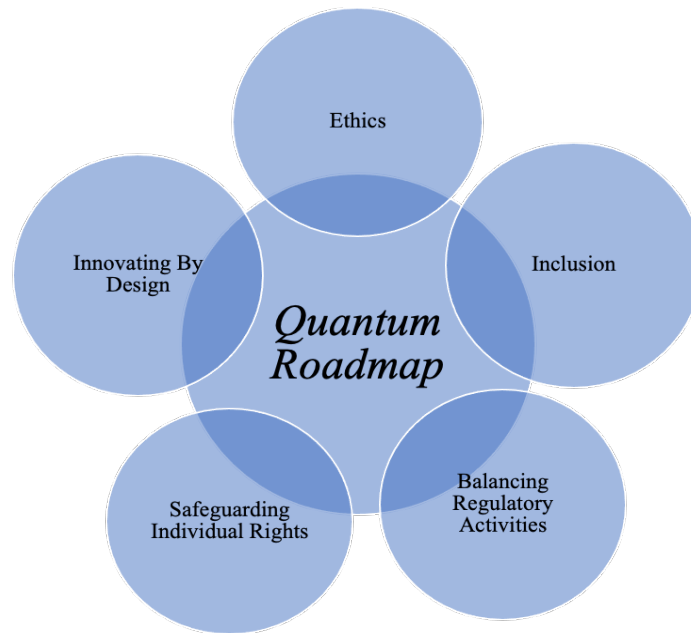 Ethics
Innovating By
Design
Inclusion
Quantum
Roadmap
Safeguarding
Individual Rights
Balancing
Regulatory
Activities